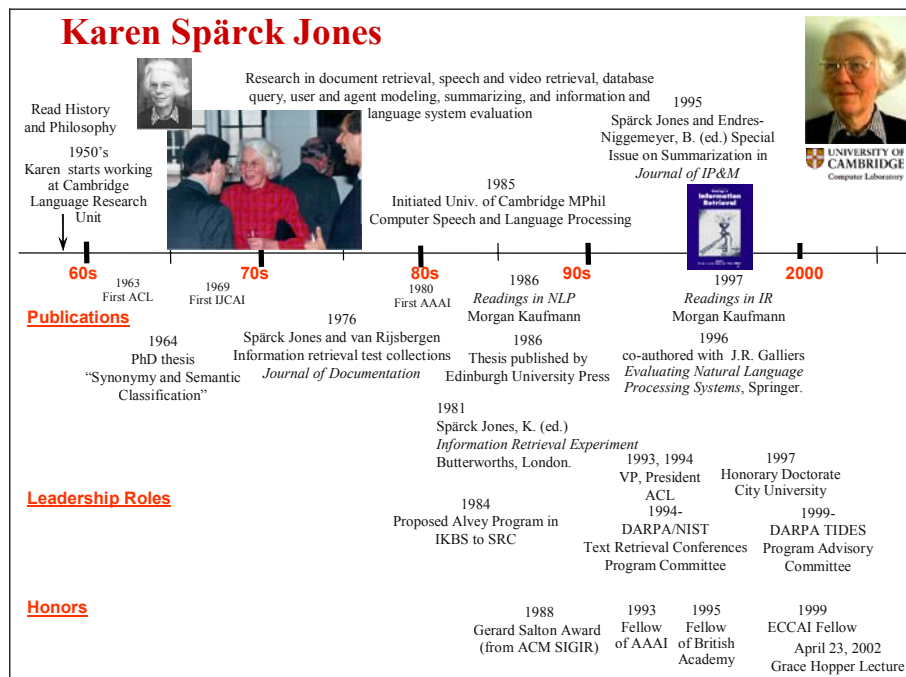 Karen Spärck Jones
Research in document retrieval, speech and video retrieval, database
query, user and agent modeling, summarizing, and information and
language system evaluation
Read History
and Philosophy
1950's
Karen starts working
at Cambridge
Language Research
Unit
1985
Initiated Univ. of Cambridge MPhil
Computer Speech and Language Processing
1995
Spärck Jones and Endres-
Niggemeyer, B. (ed.) Special
Issue on Summarization in
Journal of IP&M
UNIVERSITY OF
CAMBRIDGE
Computer Laboratory
Information
Retrieval
60s
70s
80s
90s
2000
1963
First ACL
1969
First IJCAI
1980
First AAAI
1986
Readings in NLP
Morgan Kaufmann
1997
Readings in IR
Morgan Kaufmann
Publications
1964
PhD thesis
“Synonymy and Semantic
Classification”
1976
Spärck Jones and van Rijsbergen
Information retrieval test collections
Journal of Documentation
1986
Thesis published by
Edinburgh University Press
1996
co-authored with J.R. Galliers
Evaluating Natural Language
Processing Systems, Springer.
1981
Spärck Jones, K. (ed.)
Information Retrieval Experiment
Butterworths, London.
Leadership Roles
1984
Proposed Alvey Program in
IKBS to SRC
1993, 1994
VP, President
ACL
1994-
DARPA/NIST
Text Retrieval Conferences
Program Committee
1997
Honorary Doctorate
City University
1999-
DARPA TIDES
Program Advisory
Committee
Honors
1988
Gerard Salton Award
(from ACM SIGIR)
1993
Fellow
of AAAI
1995
Fellow
of British
Academy
1999
ECCAI Fellow
April 23, 2002
Grace Hopper Lecture